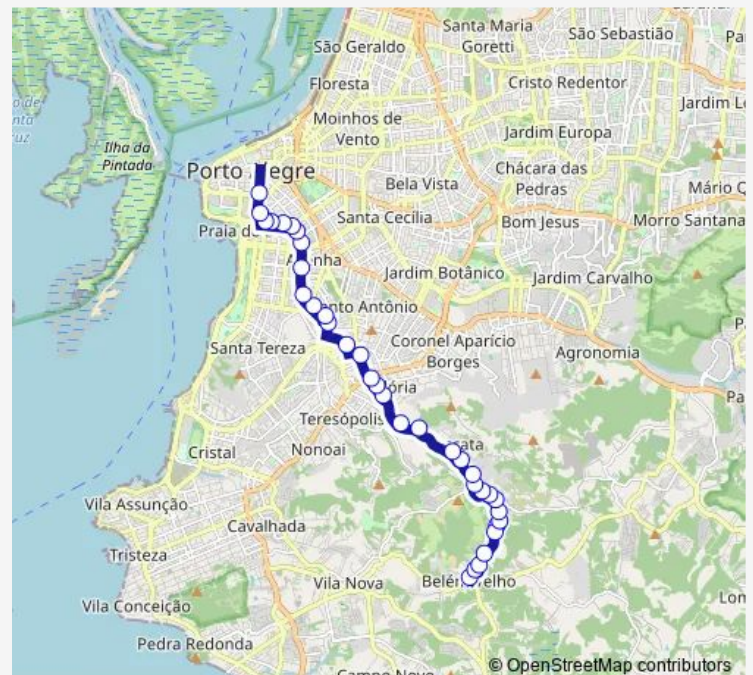 Santa Maria
Goretti
São Sebastião
São Geraldo
Floresta
Cristo Redentor
Moinhos de
Vento
Jardim Europa
Ilha da
Pintada
Chácara das
Pedras
Bela Vista
Mário
Santa Cecília
Bom Jesus
Morro Santana
Praia
Jardim Botânico
Jardim Carvalho
Antônio
Coronel Aparício
Borges
Santa Tereza
Agronomia
Teresópolis
Nonoai
Cristal
Vila Assunção
Cavalhada
Tristeza
Vila Nova
Vila Conceição
Pedra Redonda
© OpenStreetMap contributors